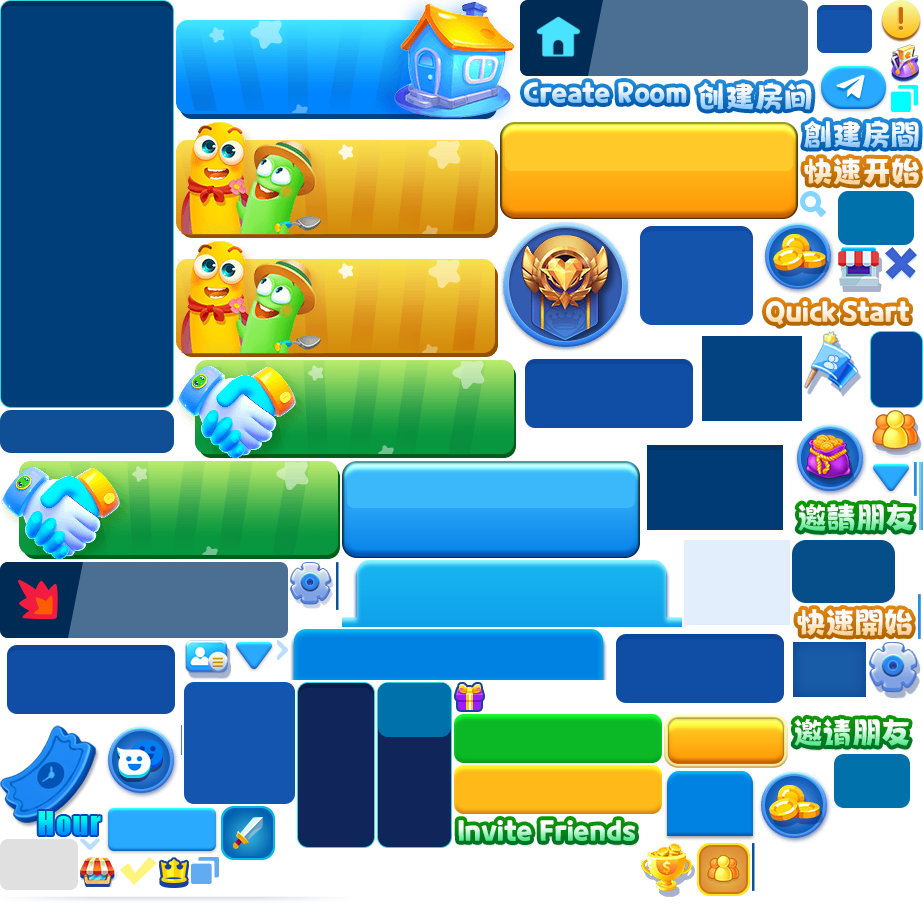 Create Room 创建房间
創建房間
快速开始
Quick Start
邀請朋友
快速開始
邀请朋友
Hour
Invite Friends